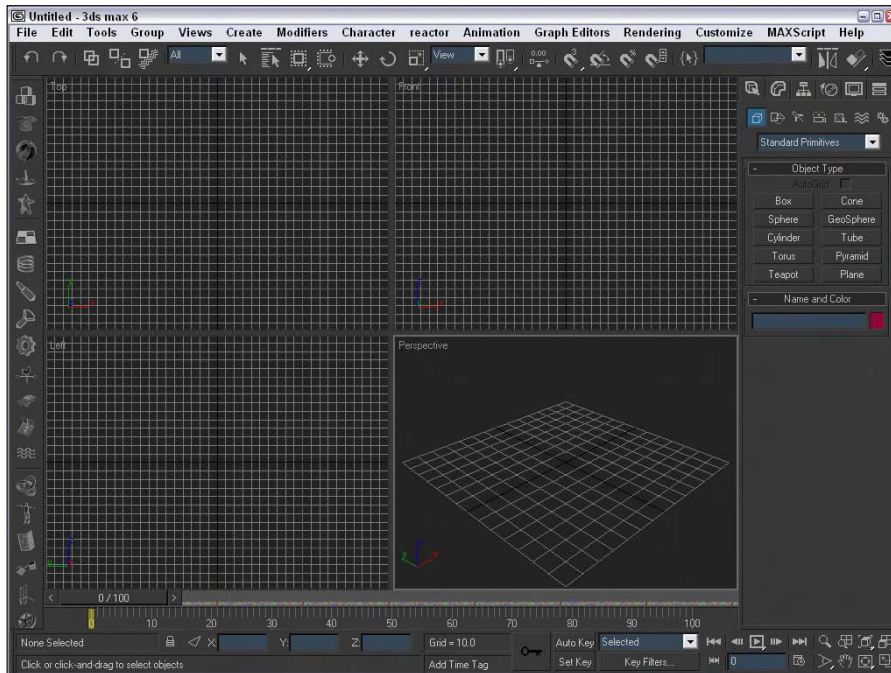 Untitled - 3ds max 6
File Edit Tools Group Views Create Modifiers Character reactor Animation Graph Editors Rendering Customize MAXScript Help
All View 0.00 3 %
Top Front
Standard Primitives
- Object Type
AutoGrid
Box Cone
Sphere GeoSphere
Cylinder Tube
Torus Pyramid
Teapot Plane
- Name and Color
Left Perspective
< 0 / 100 >
0 10 20 30 40 50 60 70 80 90 100
None Selected X: Y: Z: Grid = 10.0 Auto Key Selected
Click or click-and-drag to select objects Add Time Tag Set Key Key Filters... 0